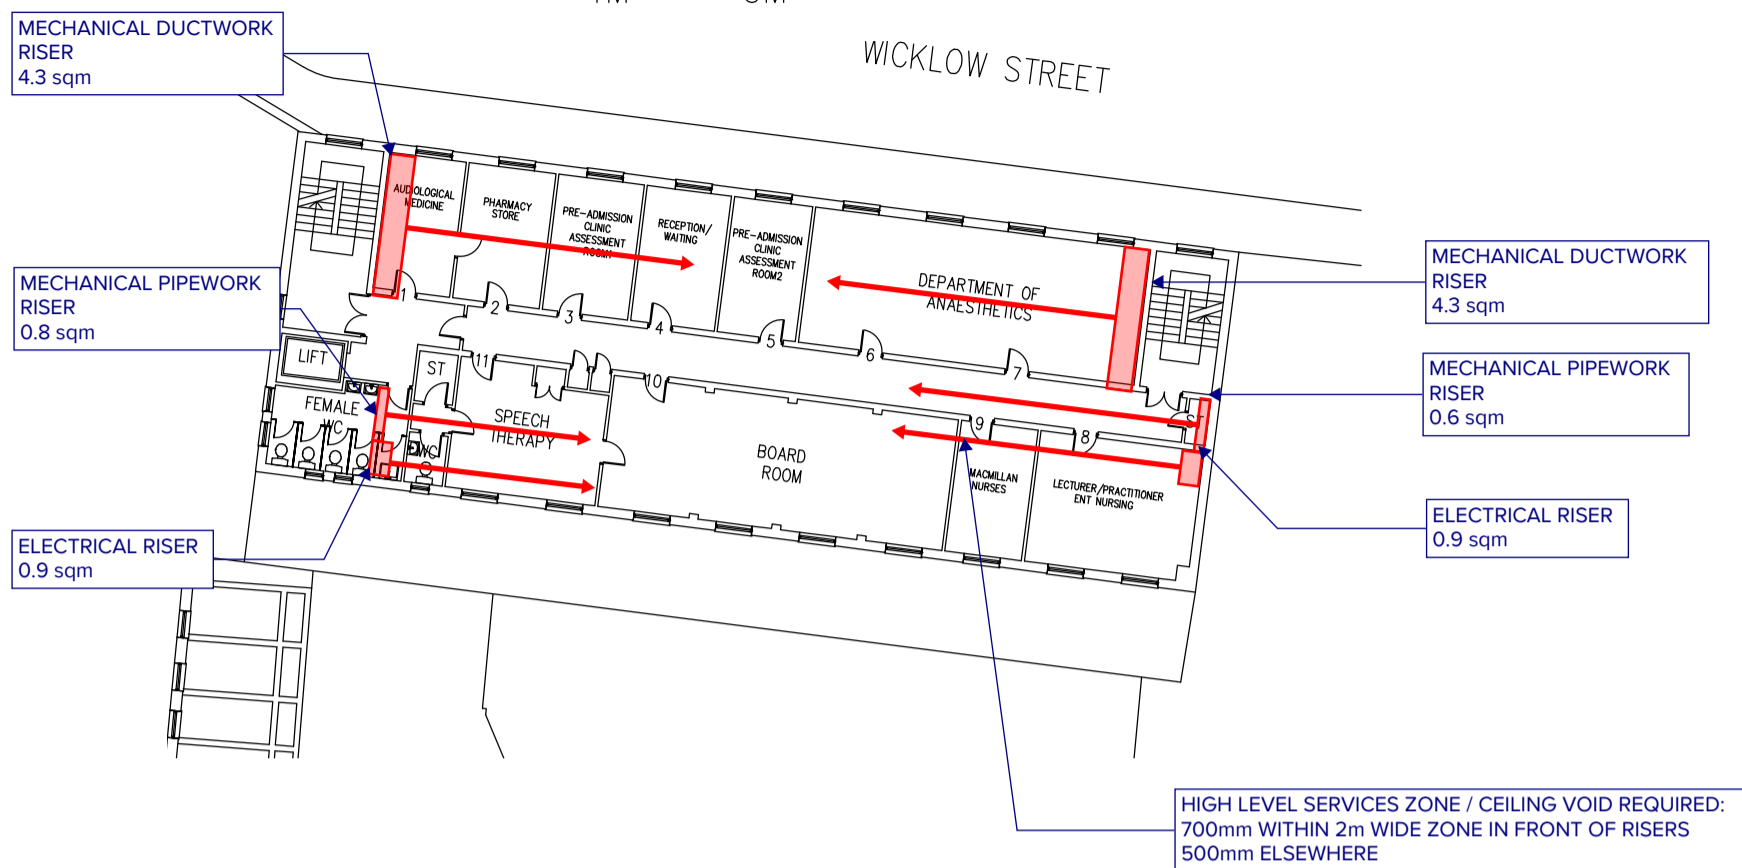 WICKLOW STREET
MECHANICAL DUCTWORK
RISER
4.3 sqm
AUDIOLOGICAL
MEDICINE
PHARMACY
STORE
PRE-ADMISSION
CLINIC
ASSESSMENT
ROOM1
RECEPTION/
WAITING
PRE-ADMISSION
CLINIC
ASSESSMENT
ROOM2
DEPARTMENT OF
ANAESTHETICS
MECHANICAL DUCTWORK
RISER
4.3 sqm
MECHANICAL PIPEWORK
RISER
0.8 sqm
1
2
3
4
5
6
7
LIFT
ST
11
10
9
8
ST
MECHANICAL PIPEWORK
RISER
0.6 sqm
FEMALE
WC
WC
SPEECH
THERAPY
BOARD
ROOM
MACMILLAN
NURSES
LECTURER/PRACTITIONER
ENT NURSING
ELECTRICAL RISER
0.9 sqm
ELECTRICAL RISER
0.9 sqm
HIGH LEVEL SERVICES ZONE / CEILING VOID REQUIRED:
700mm WITHIN 2m WIDE ZONE IN FRONT OF RISERS
500mm ELSEWHERE